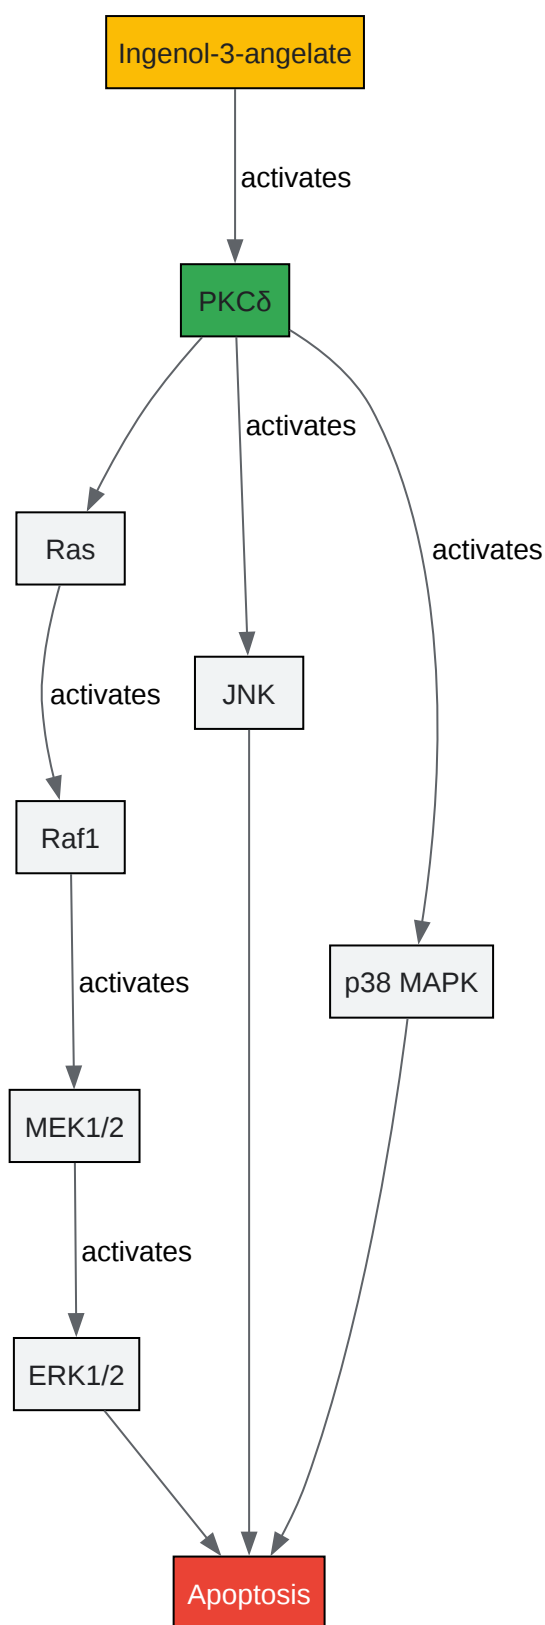 Ingenol-3-angelate
activates
PKCδ
activates
Ras
activates
JNK
activates
Raf1
p38 MAPK
activates
MEK1/2
activates
ERK1/2
Apoptosis